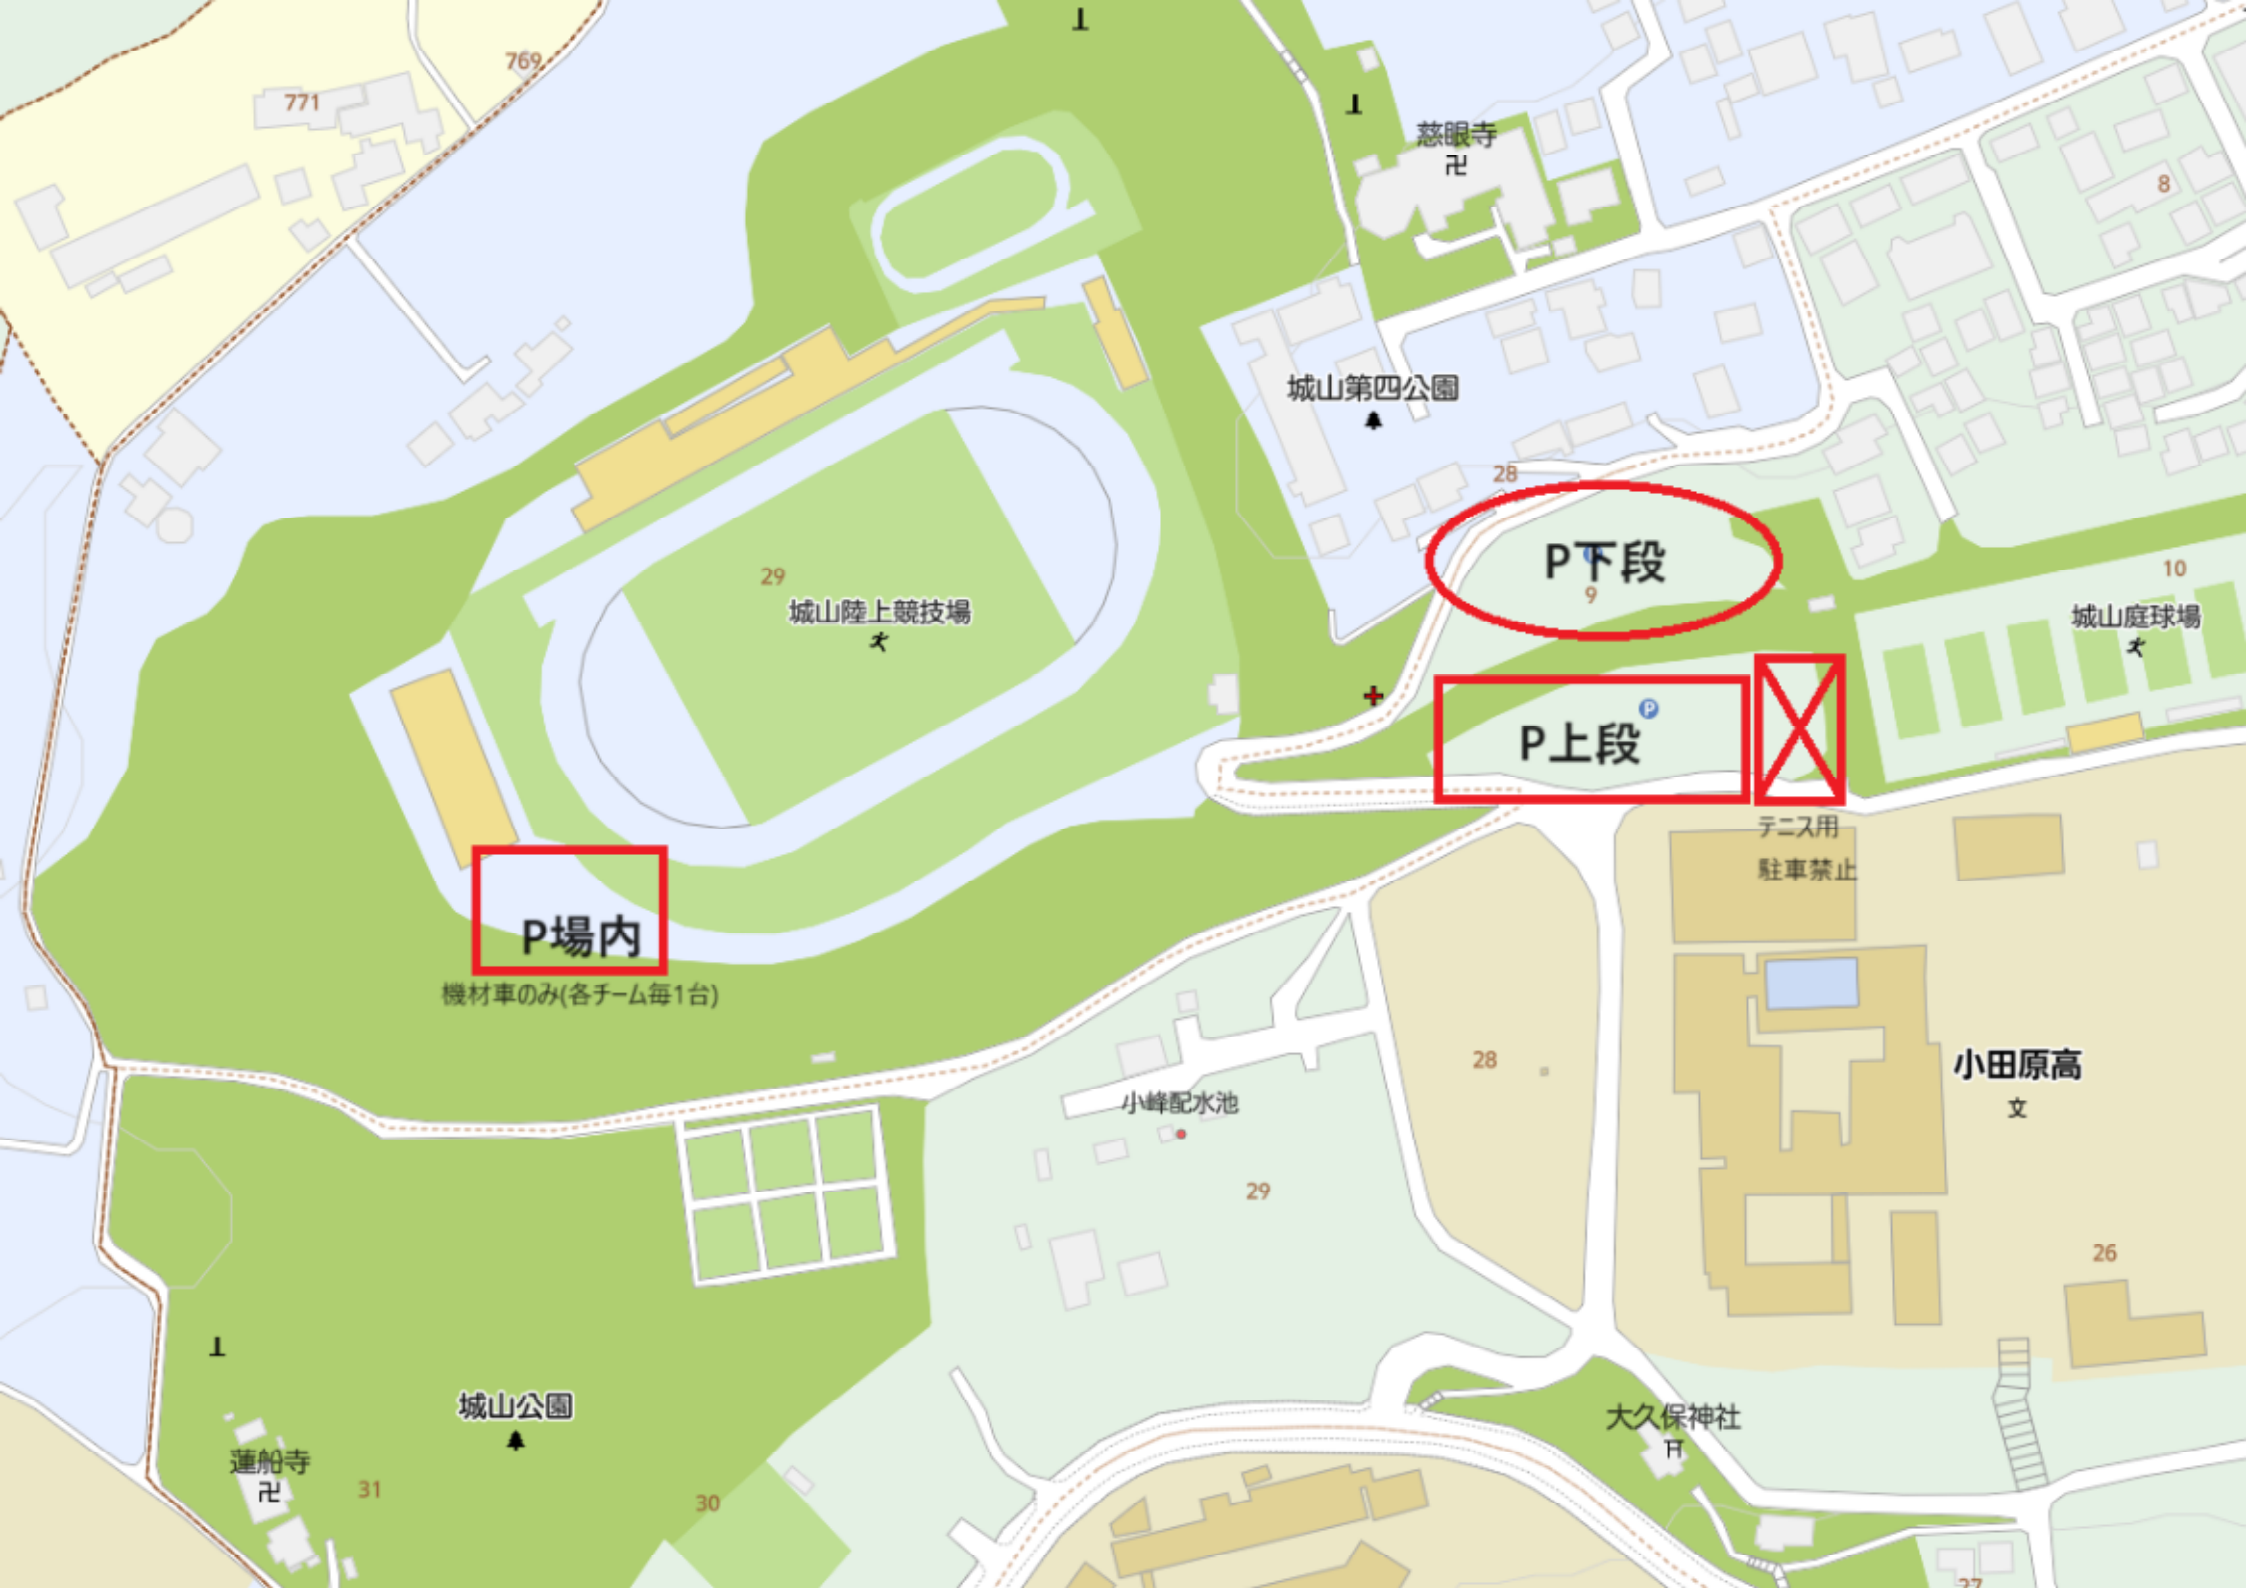 769
771
慈眼寺
8
城山第四公園
28
P下段
9
29
城山陸上競技場
10
城山庭球場
P
P上段
テニス用
駐車禁止
P場内
機材車のみ(各チーム毎1台)
28
小田原高
文
小峰配水池
29
26
城山公園
大久保神社
蓮船寺
31
30
27